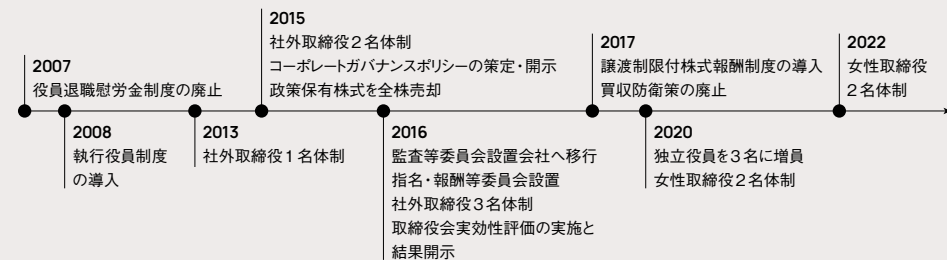 2007
役員退職慰労金制度の廃止
2008
執行役員制度
の導入
2013
社外取締役1名体制
2015
社外取締役2名体制
コーポレートガバナンスポリシーの策定・開示
政策保有株式を全株売却
2016
監査等委員会設置会社へ移行
指名・報酬等委員会設置
社外取締役3名体制
取締役会実効性評価の実施と
結果開示
2017
譲渡制限付株式報酬制度の導入
買収防衛策の廃止
2020
独立役員を3名に増員
女性取締役2名体制
2022
女性取締役
2名体制